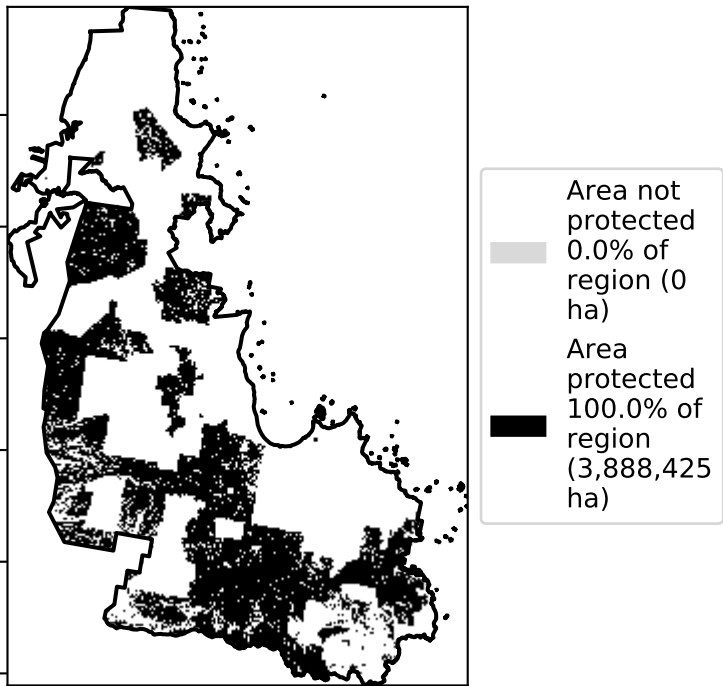 Area not
protected
0.0% of
region (0
ha)
Area
protected
100.0% of
region
(3,888,425
ha)